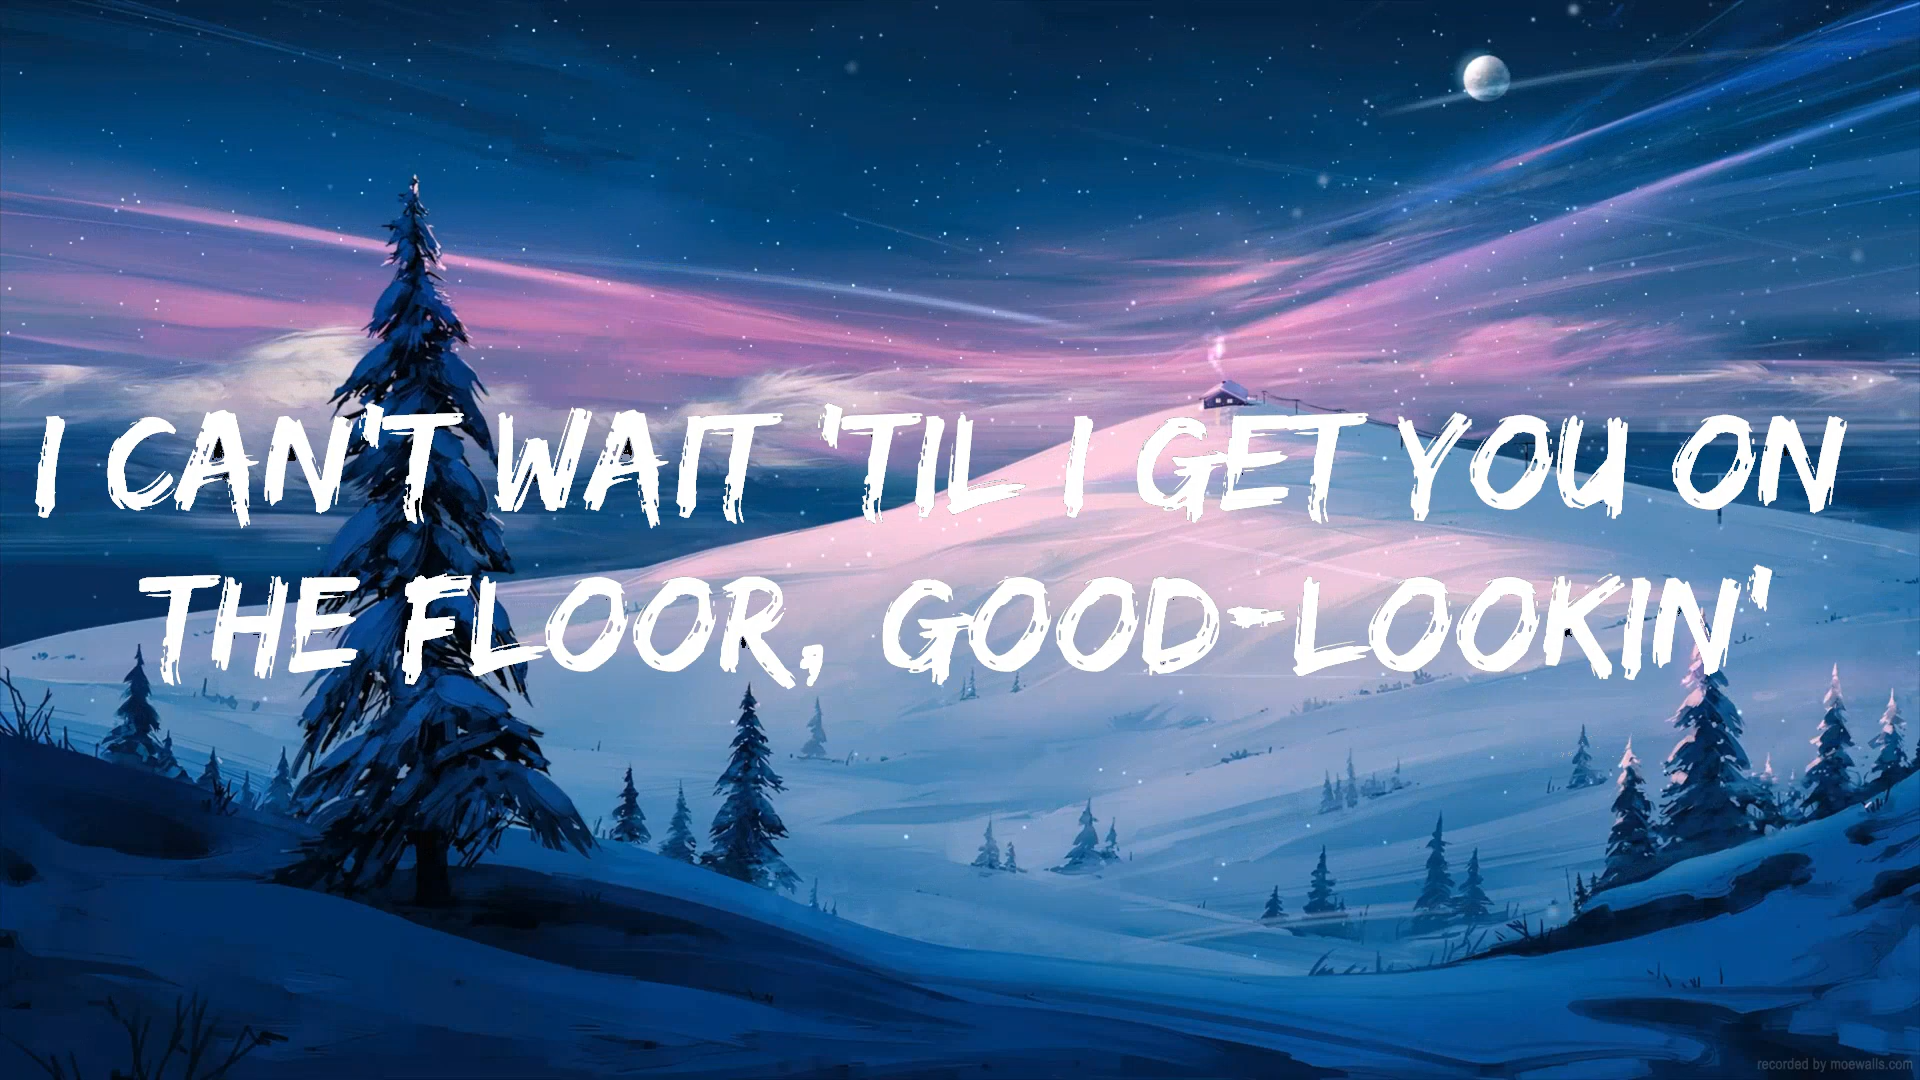 I CAN'T WAIT 'TIL I GET YOU ON
THE FLOOR, GOOD-LOOKIN'
recorded by moewalls.com